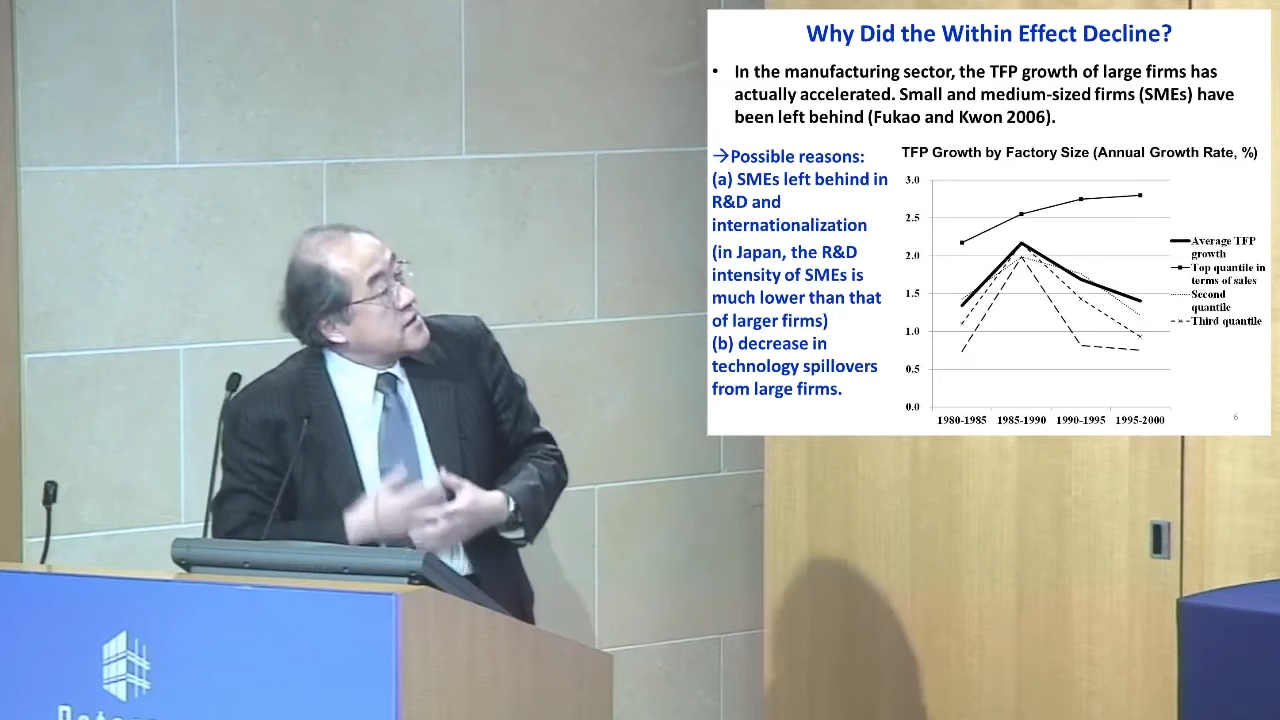 Why Did the Within Effect Decline?
• In the manufacturing sector, the TFP growth of large firms has
actually accelerated. Small and medium-sized firms (SMEs) have
been left behind (Fukao and Kwon 2006).
→Possible reasons:
(a) SMEs left behind in
R&D and
internationalization
(in Japan, the R&D
intensity of SMEs is
much lower than that
of larger firms)
(b) decrease in
technology spillovers
from large firms.
TFP Growth by Factory Size (Annual Growth Rate, %)
3.0
2.5
2.0
1.5
1.0
0.5
0.0
1980-1985 1985-1990 1990-1995 1995-2000
Average TFP
growth
Top quantile in
terms of sales
Second
quantile
Third quantile
6